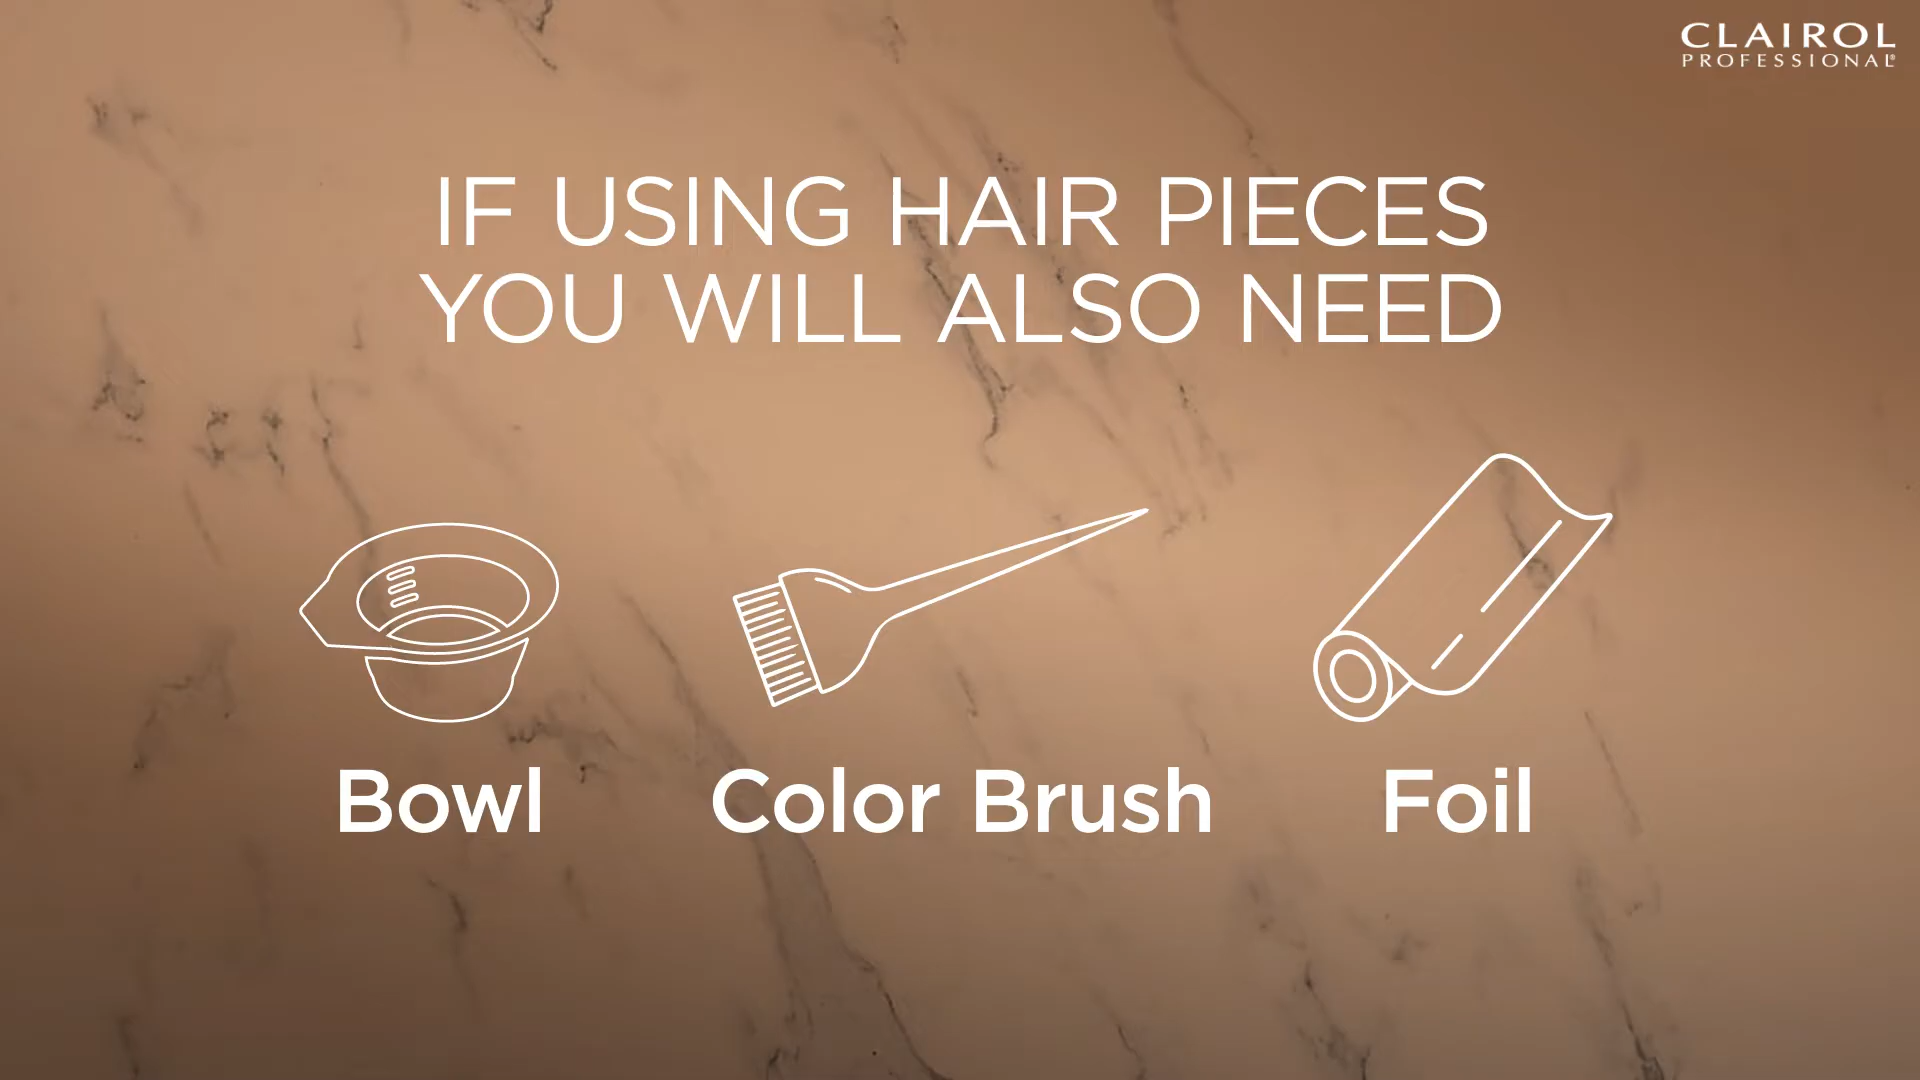 CLAIROL
PROFESSIONAL®
IF USING HAIR PIECES
YOU WILL ALSO NEED
Bowl
Color Brush
Foil